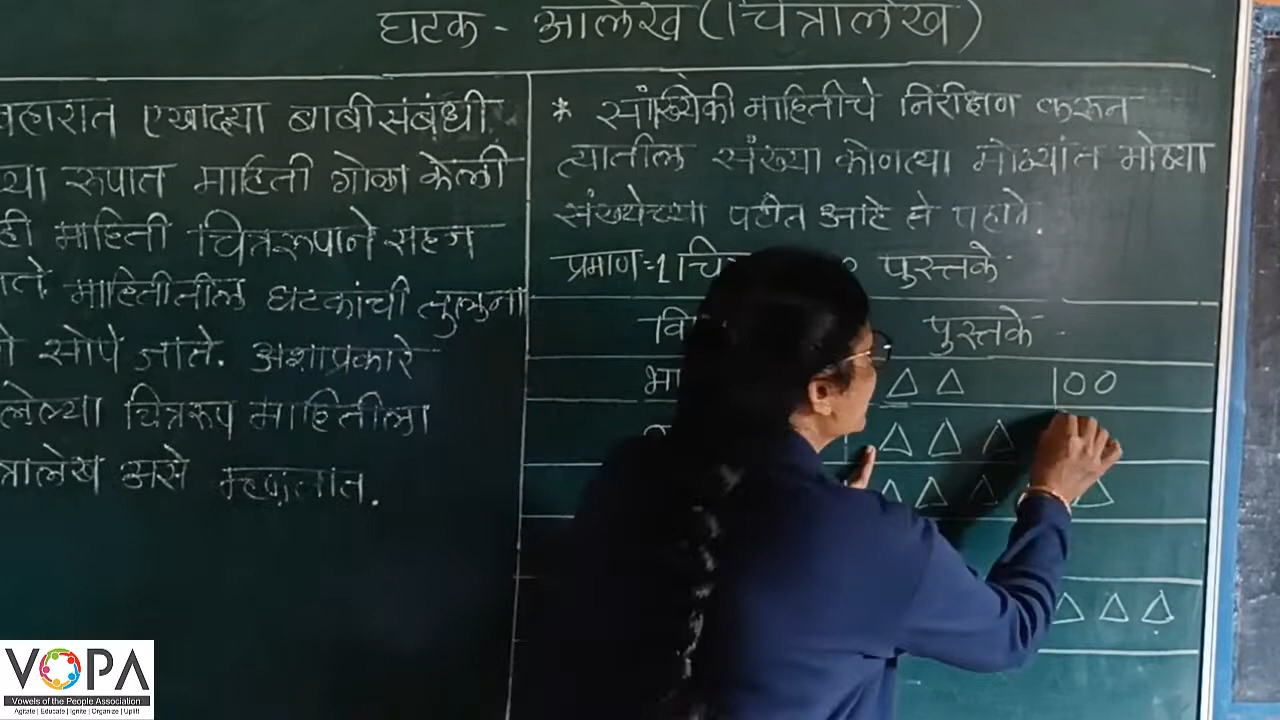 घटक - आलेख (चित्रालेख)
एखाद्या बाबीसंबंधी
रूपात माहिती गोळा केली
माहिती चित्ररूपाने सहज
माहितीतील घटकांची तुलना
सोपे जाते. अशाप्रकारे
चित्ररूप माहितीला
असे म्हणतात.
* सांख्यिकी माहितीचे निरीक्षण करून
त्यातील संख्या कोणत्या मोठ्यांत मोठ्या
संख्येच्या पटीत आहे ते पहाते.
प्रमाण :- 1 पुस्तके
पुस्तके
100
VOPA
Vowels of the People Association
Agitate | Educate | Ignite | Organize | Uplift